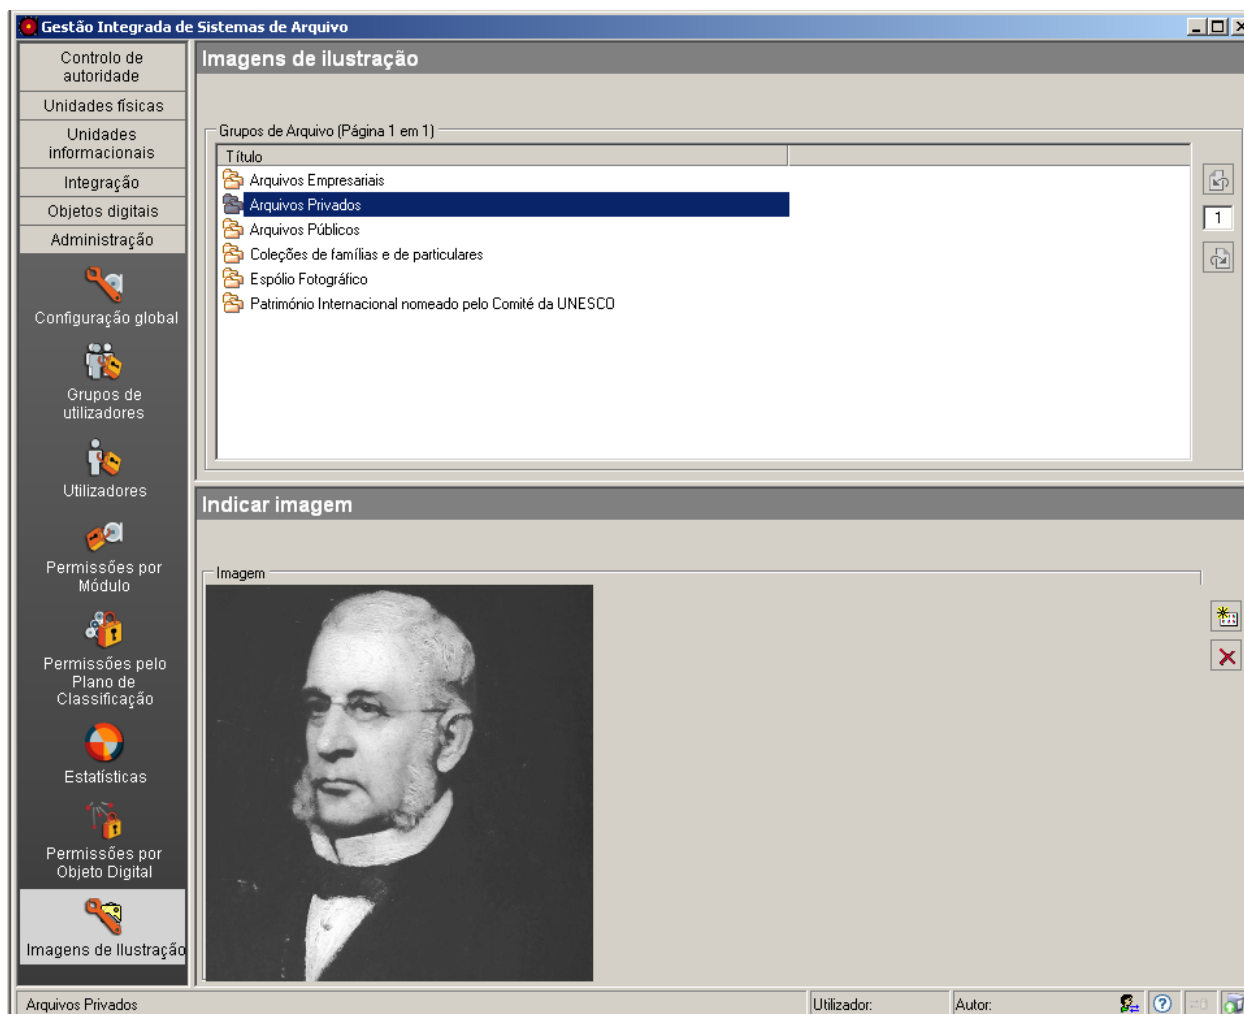 Gestão Integrada de Sistemas de Arquivo
Controlo de
autoridade
Unidades físicas
Unidades
informacionais
Integração
Objetos digitais
Administração
Configuração global
Grupos de
utilizadores
Utilizadores
Permissões por
Módulo
Permissões pelo
Plano de
Classificação
Estatísticas
Permissões por
Objeto Digital
Imagens de Ilustração
Imagens de ilustração
Grupos de Arquivo (Página 1 em 1)
Título
Arquivos Empresariais
Arquivos Privados
Arquivos Públicos
Coleções de famílias e de particulares
Espólio Fotográfico
Património Internacional nomeado pelo Comité da UNESCO
1
Indicar imagem
Imagem
Arquivos Privados
Utilizador:
Autor: